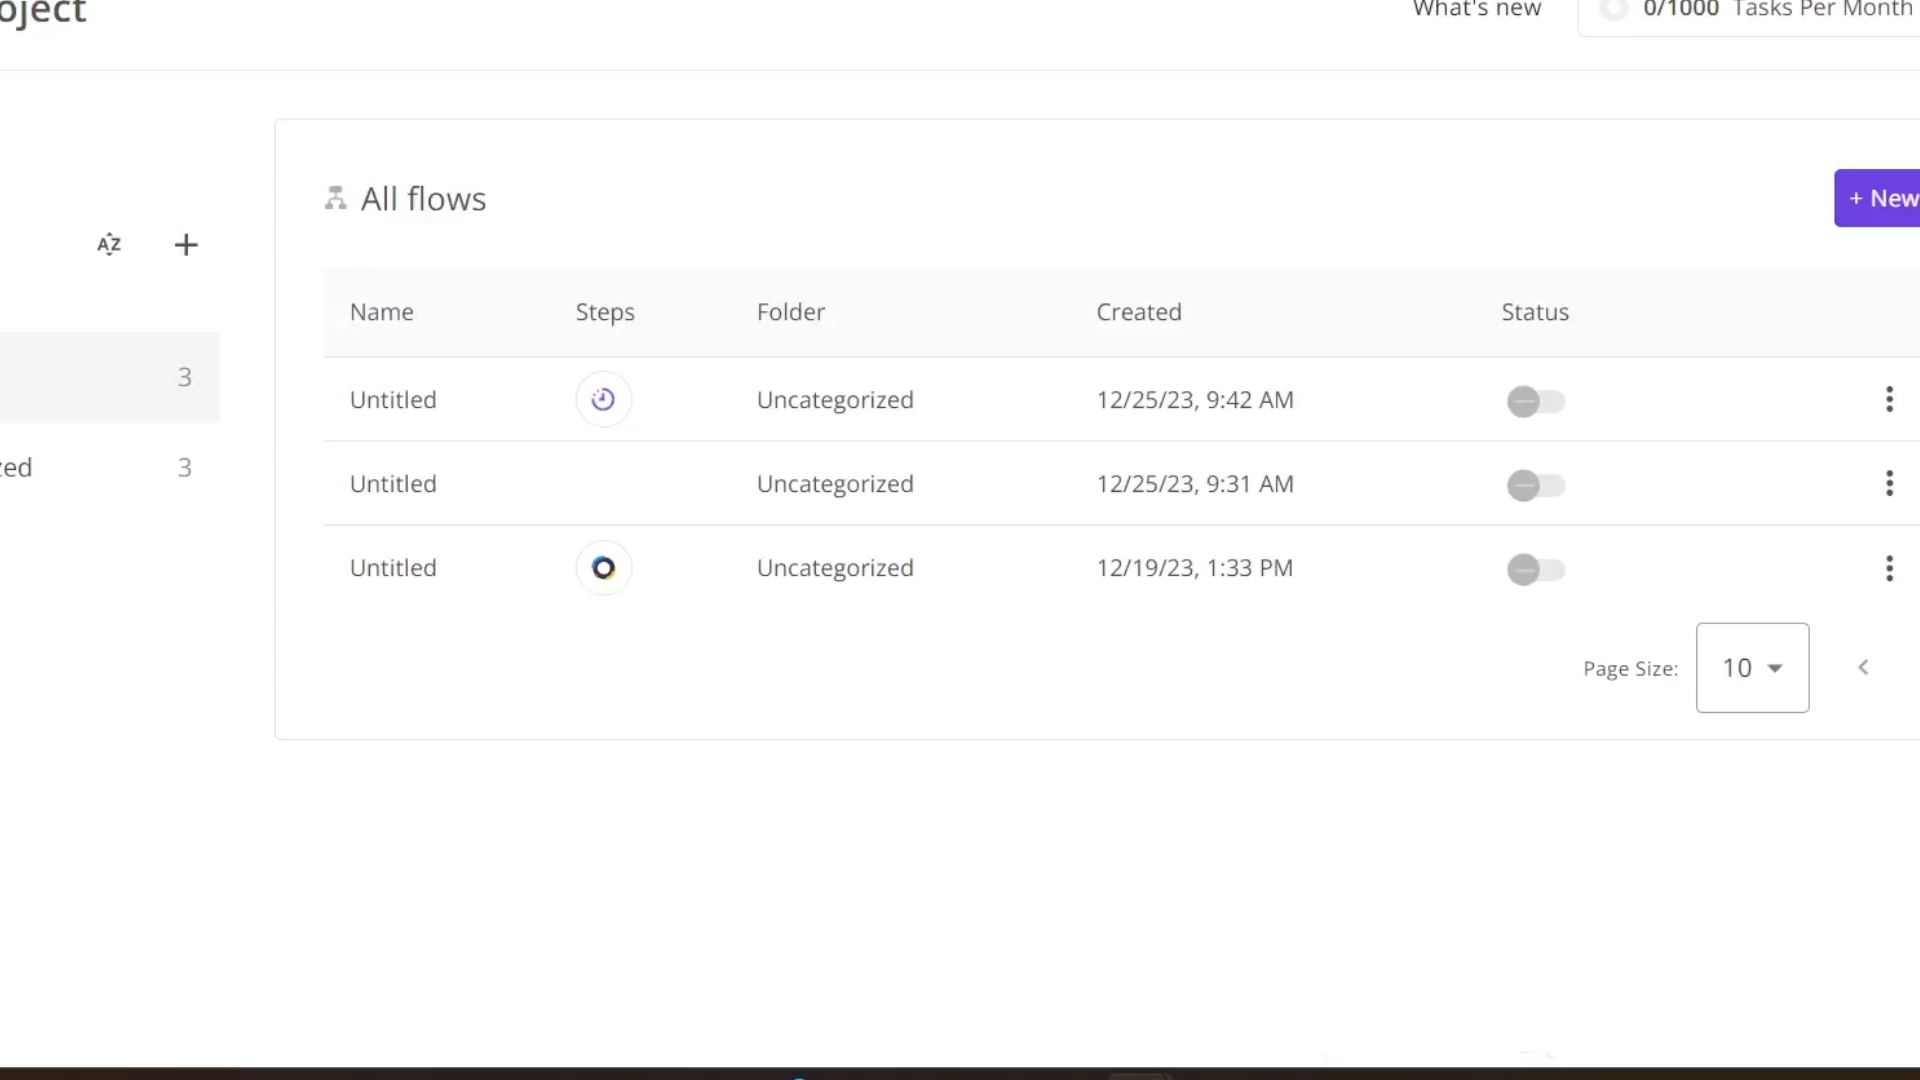 What's new
0/1000 Tasks Per Month
All flows
+ New
AZ
Name Steps Folder Created Status
3
Untitled Uncategorized 12/25/23, 9:42 AM
3
Untitled Uncategorized 12/25/23, 9:31 AM
Untitled Uncategorized 12/19/23, 1:33 PM
Page Size: 10